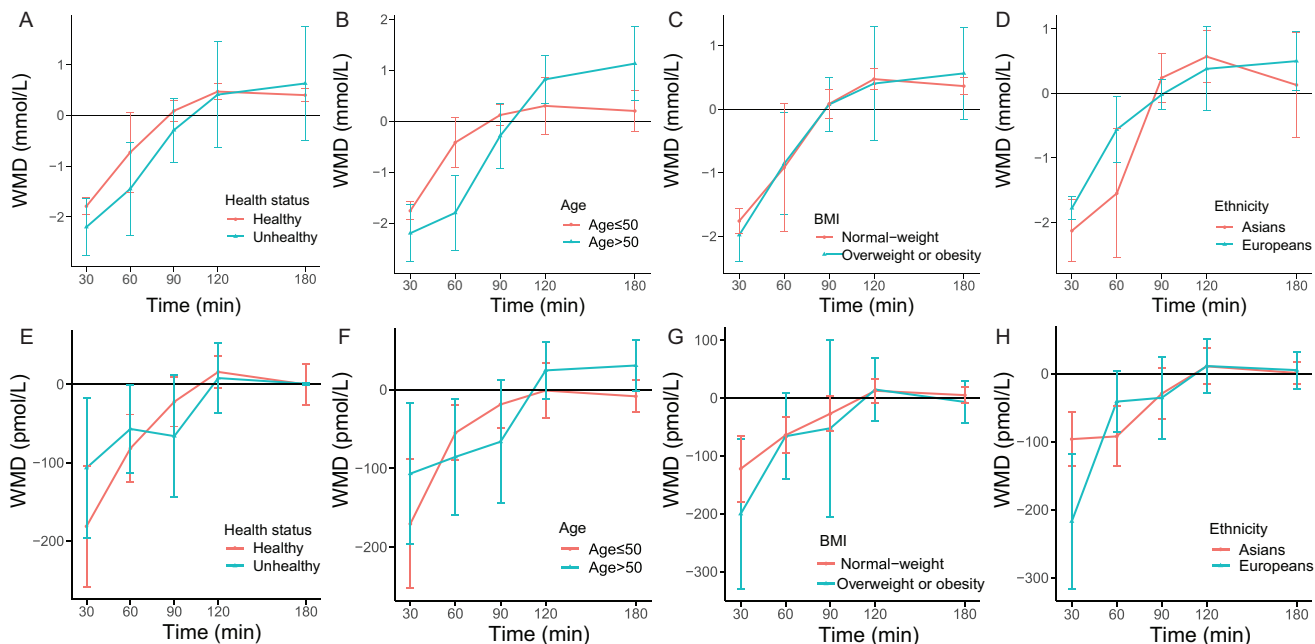 A
WMD (mmol/L)
1
0
−1
−2
Health status
Healthy
Unhealthy
30 60 90 120 180
Time (min)
B
WMD (mmol/L)
2
1
0
−1
−2
Age
Age≤50
Age>50
30 60 90 120 180
Time (min)
C
WMD (mmol/L)
1
0
−1
−2
BMI
Normal−weight
Overweight or obesity
30 60 90 120 180
Time (min)
D
WMD (mmol/L)
1
0
−1
−2
Ethnicity
Asians
Europeans
30 60 90 120 180
Time (min)
E
WMD (pmol/L)
0
−100
−200
Health status
Healthy
Unhealthy
30 60 90 120 180
Time (min)
F
WMD (pmol/L)
0
−100
−200
Age
Age≤50
Age>50
30 60 90 120 180
Time (min)
G
WMD (pmol/L)
100
0
−100
−200
−300
BMI
Normal−weight
Overweight or obesity
30 60 90 120 180
Time (min)
H
WMD (pmol/L)
100
0
−100
−200
−300
Ethnicity
Asians
Europeans
30 60 90 120 180
Time (min)